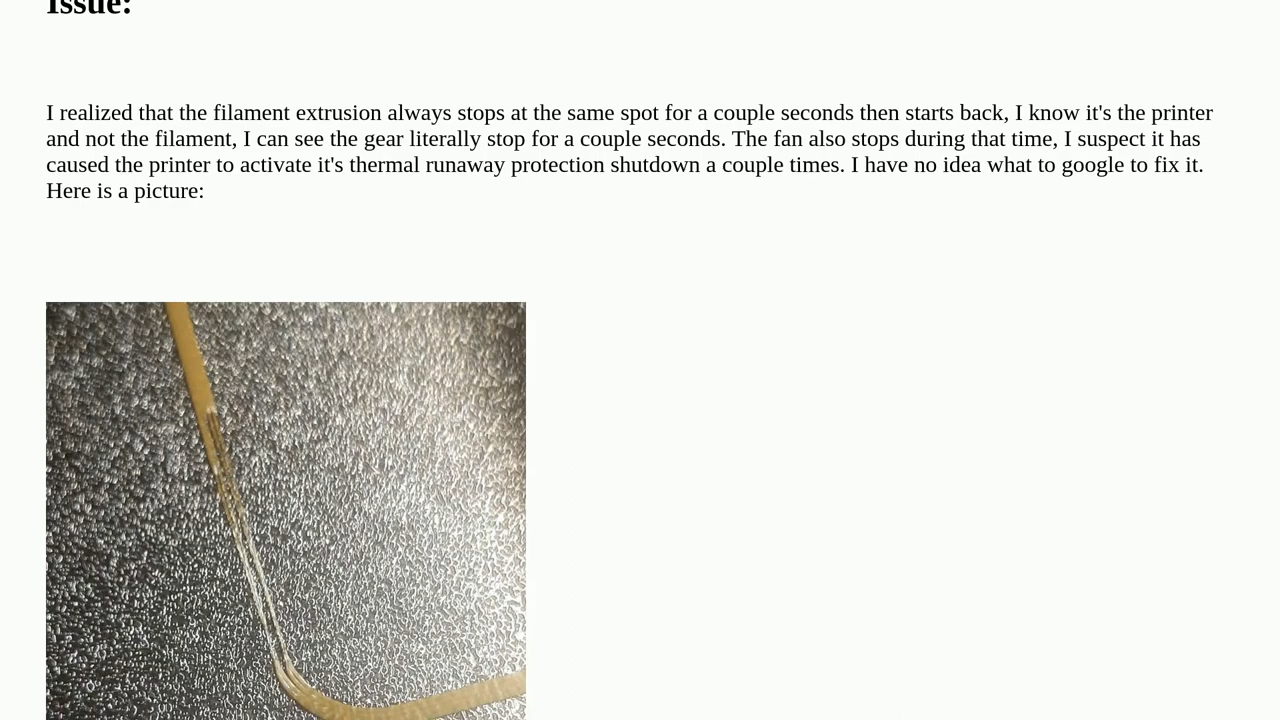 Issue:
I realized that the filament extrusion always stops at the same spot for a couple seconds then starts back, I know it's the printer
and not the filament, I can see the gear literally stop for a couple seconds. The fan also stops during that time, I suspect it has
caused the printer to activate it's thermal runaway protection shutdown a couple times. I have no idea what to google to fix it.
Here is a picture: